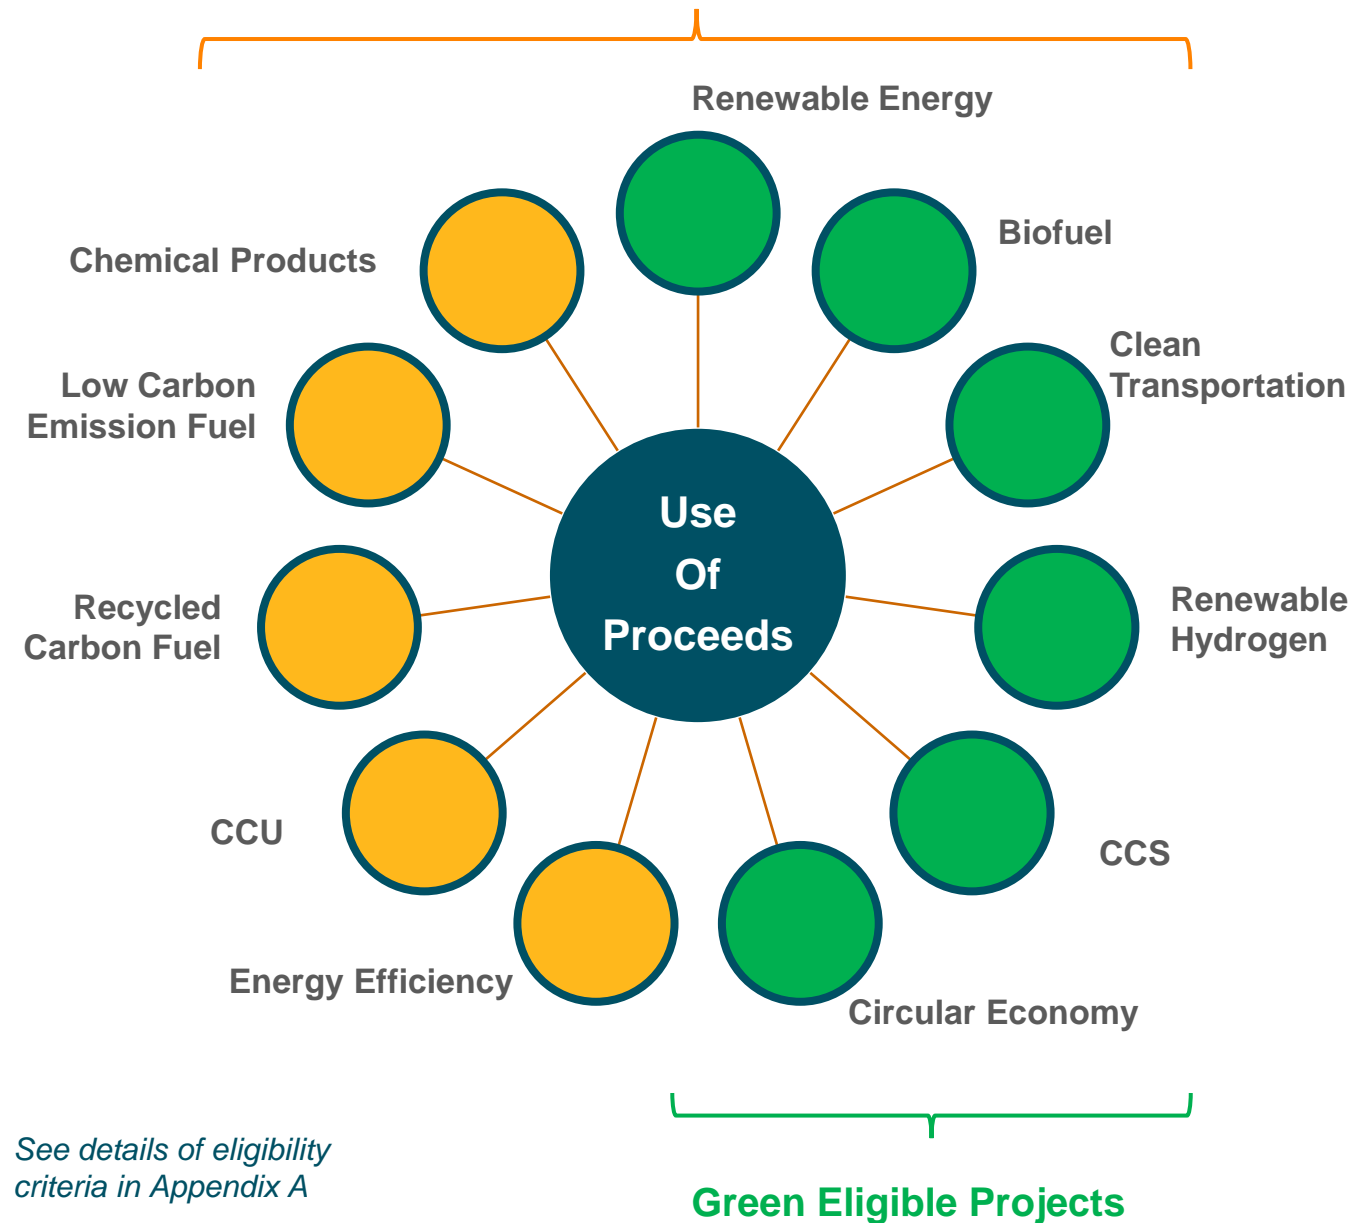 Renewable Energy
Biofuel
Chemical Products
Clean
Transportation
Low Carbon
Emission Fuel
Use
Of
Proceeds
Recycled
Carbon Fuel
Renewable
Hydrogen
CCU
CCS
Energy Efficiency
Circular Economy
See details of eligibility
criteria in Appendix A
Green Eligible Projects